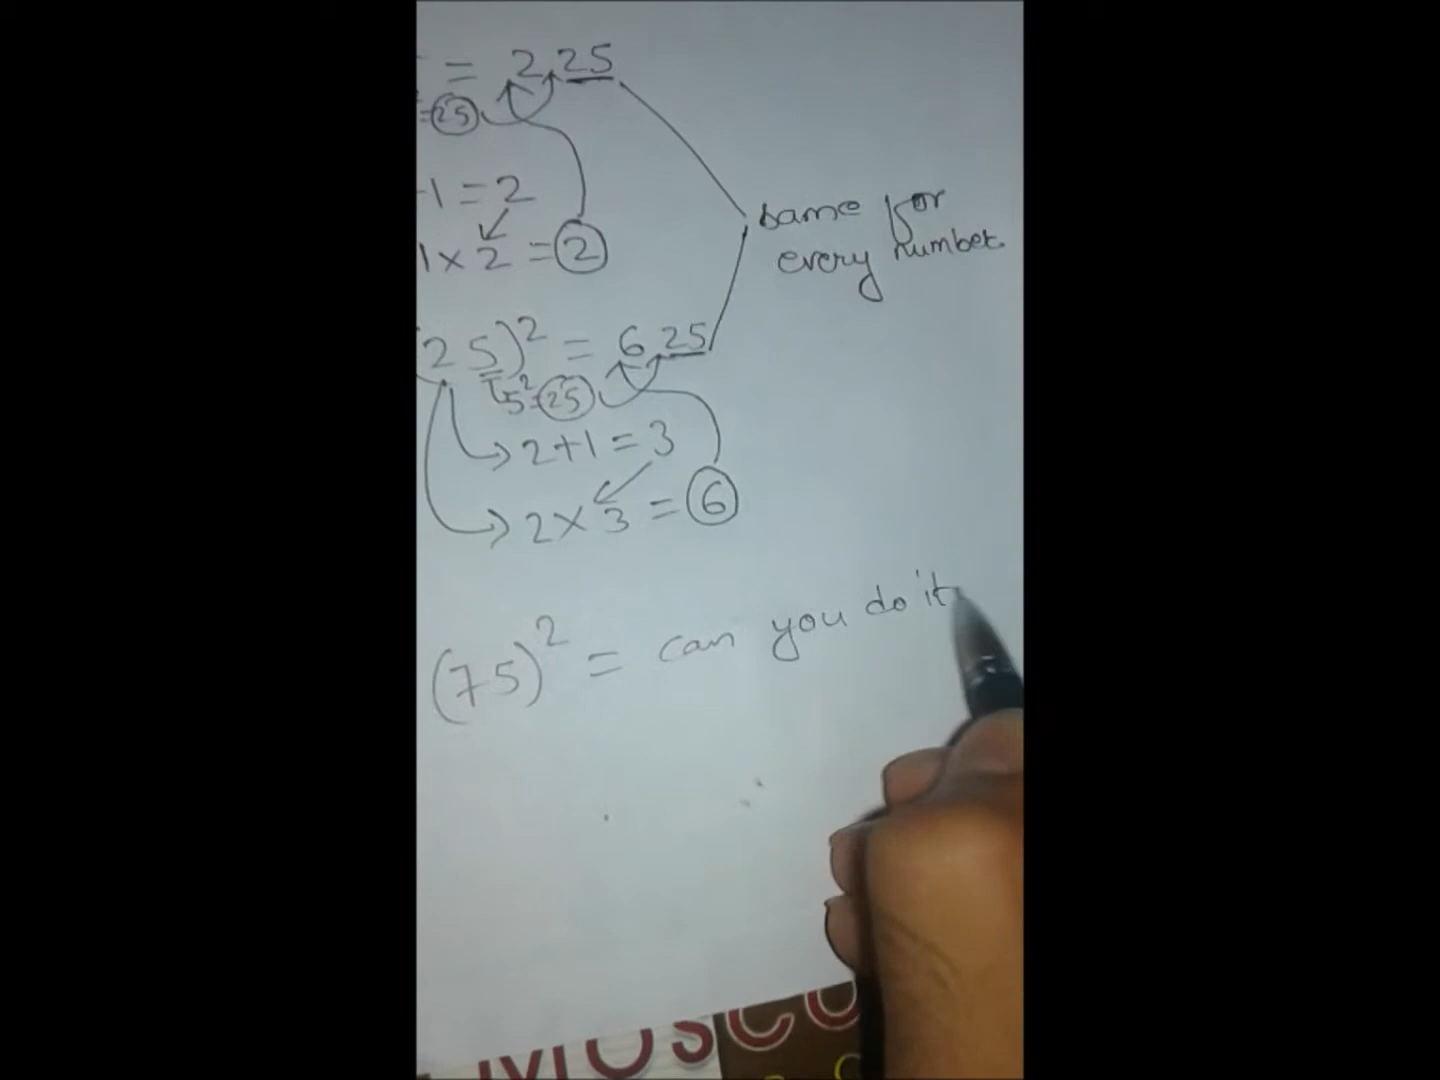 = 2 25
=25
+1 = 2
1 × 2 = 2
same for
every number
(25)² = 6 25
5² = 25
2+1 = 3
2 × 3 = 6
(75)² = can you do it
MOSCO